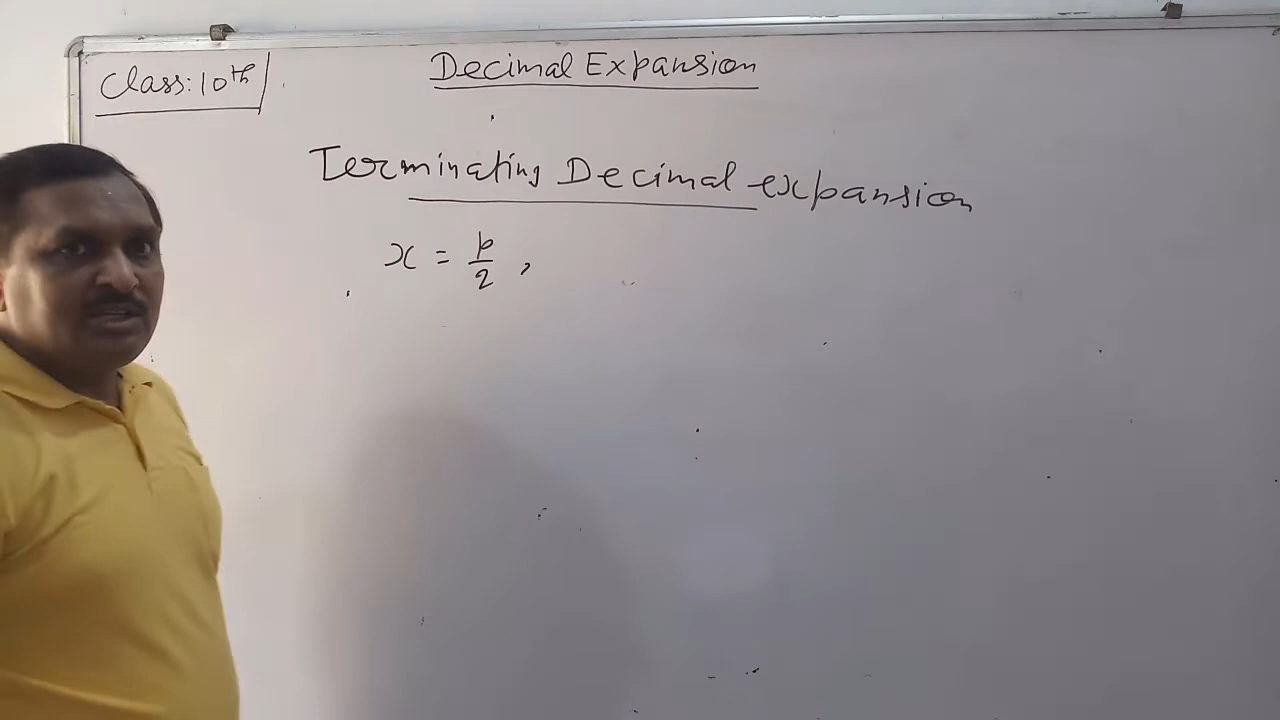 Class: 10th
Decimal Expansion
Terminating Decimal expansion
x = p/2 ,